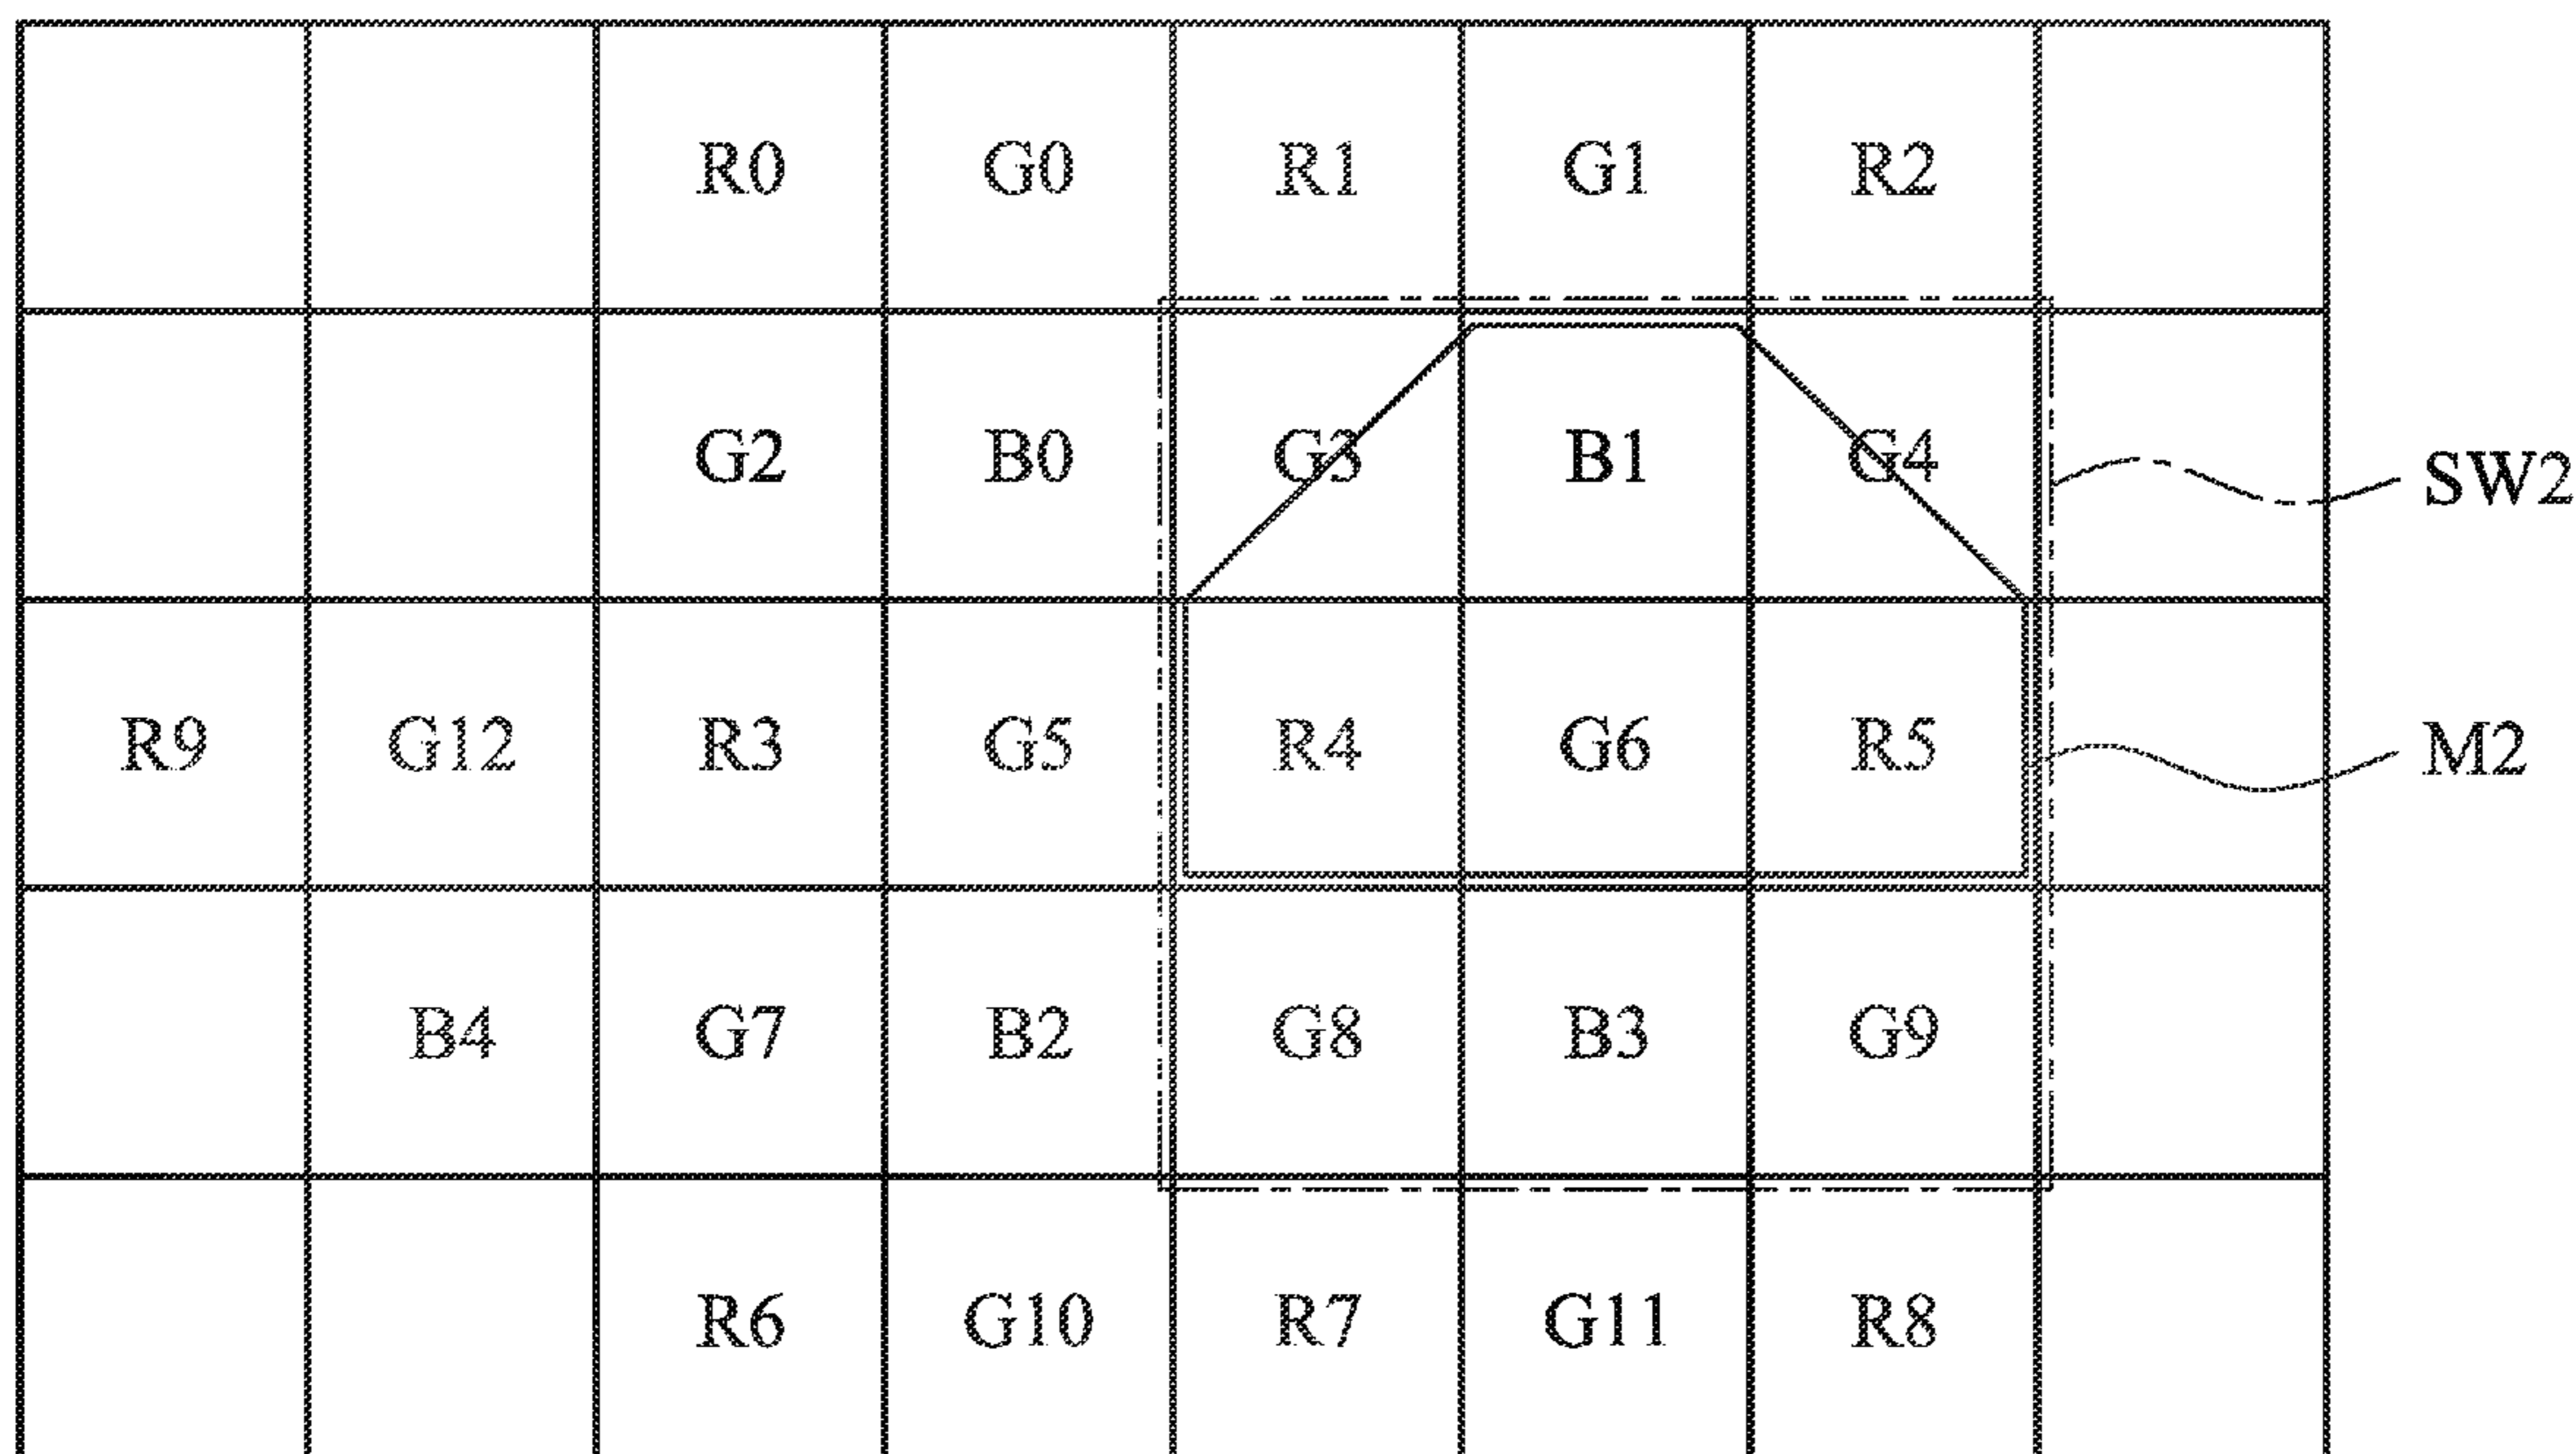 R0 G0 R1 G1 R2
G2 B0 G3 B1 G4
SW2
R9 G12 R3 G5 R4 G6 R5
M2
B4 G7 B2 G8 B3 G9
R6 G10 R7 G11 R8